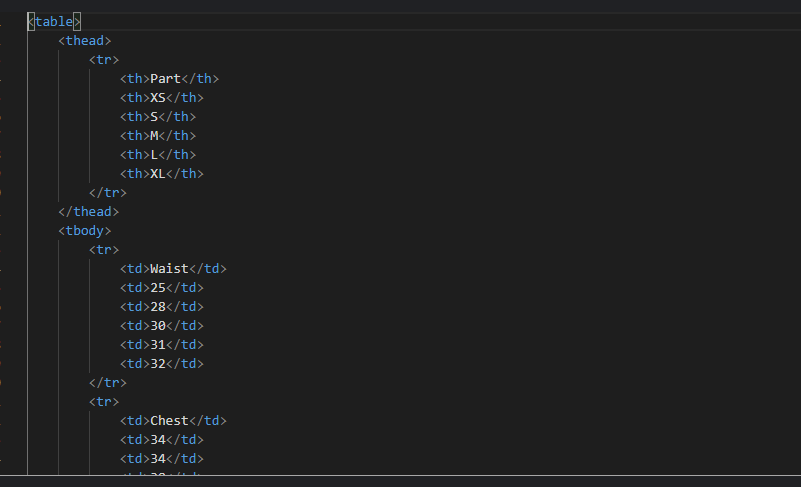 <table>
<thead>
<tr>
<th>Part</th>
<th>XS</th>
<th>S</th>
<th>M</th>
<th>L</th>
<th>XL</th>
</tr>
</thead>
<tbody>
<tr>
<td>Waist</td>
<td>25</td>
<td>28</td>
<td>30</td>
<td>31</td>
<td>32</td>
</tr>
<tr>
<td>Chest</td>
<td>34</td>
<td>34</td>